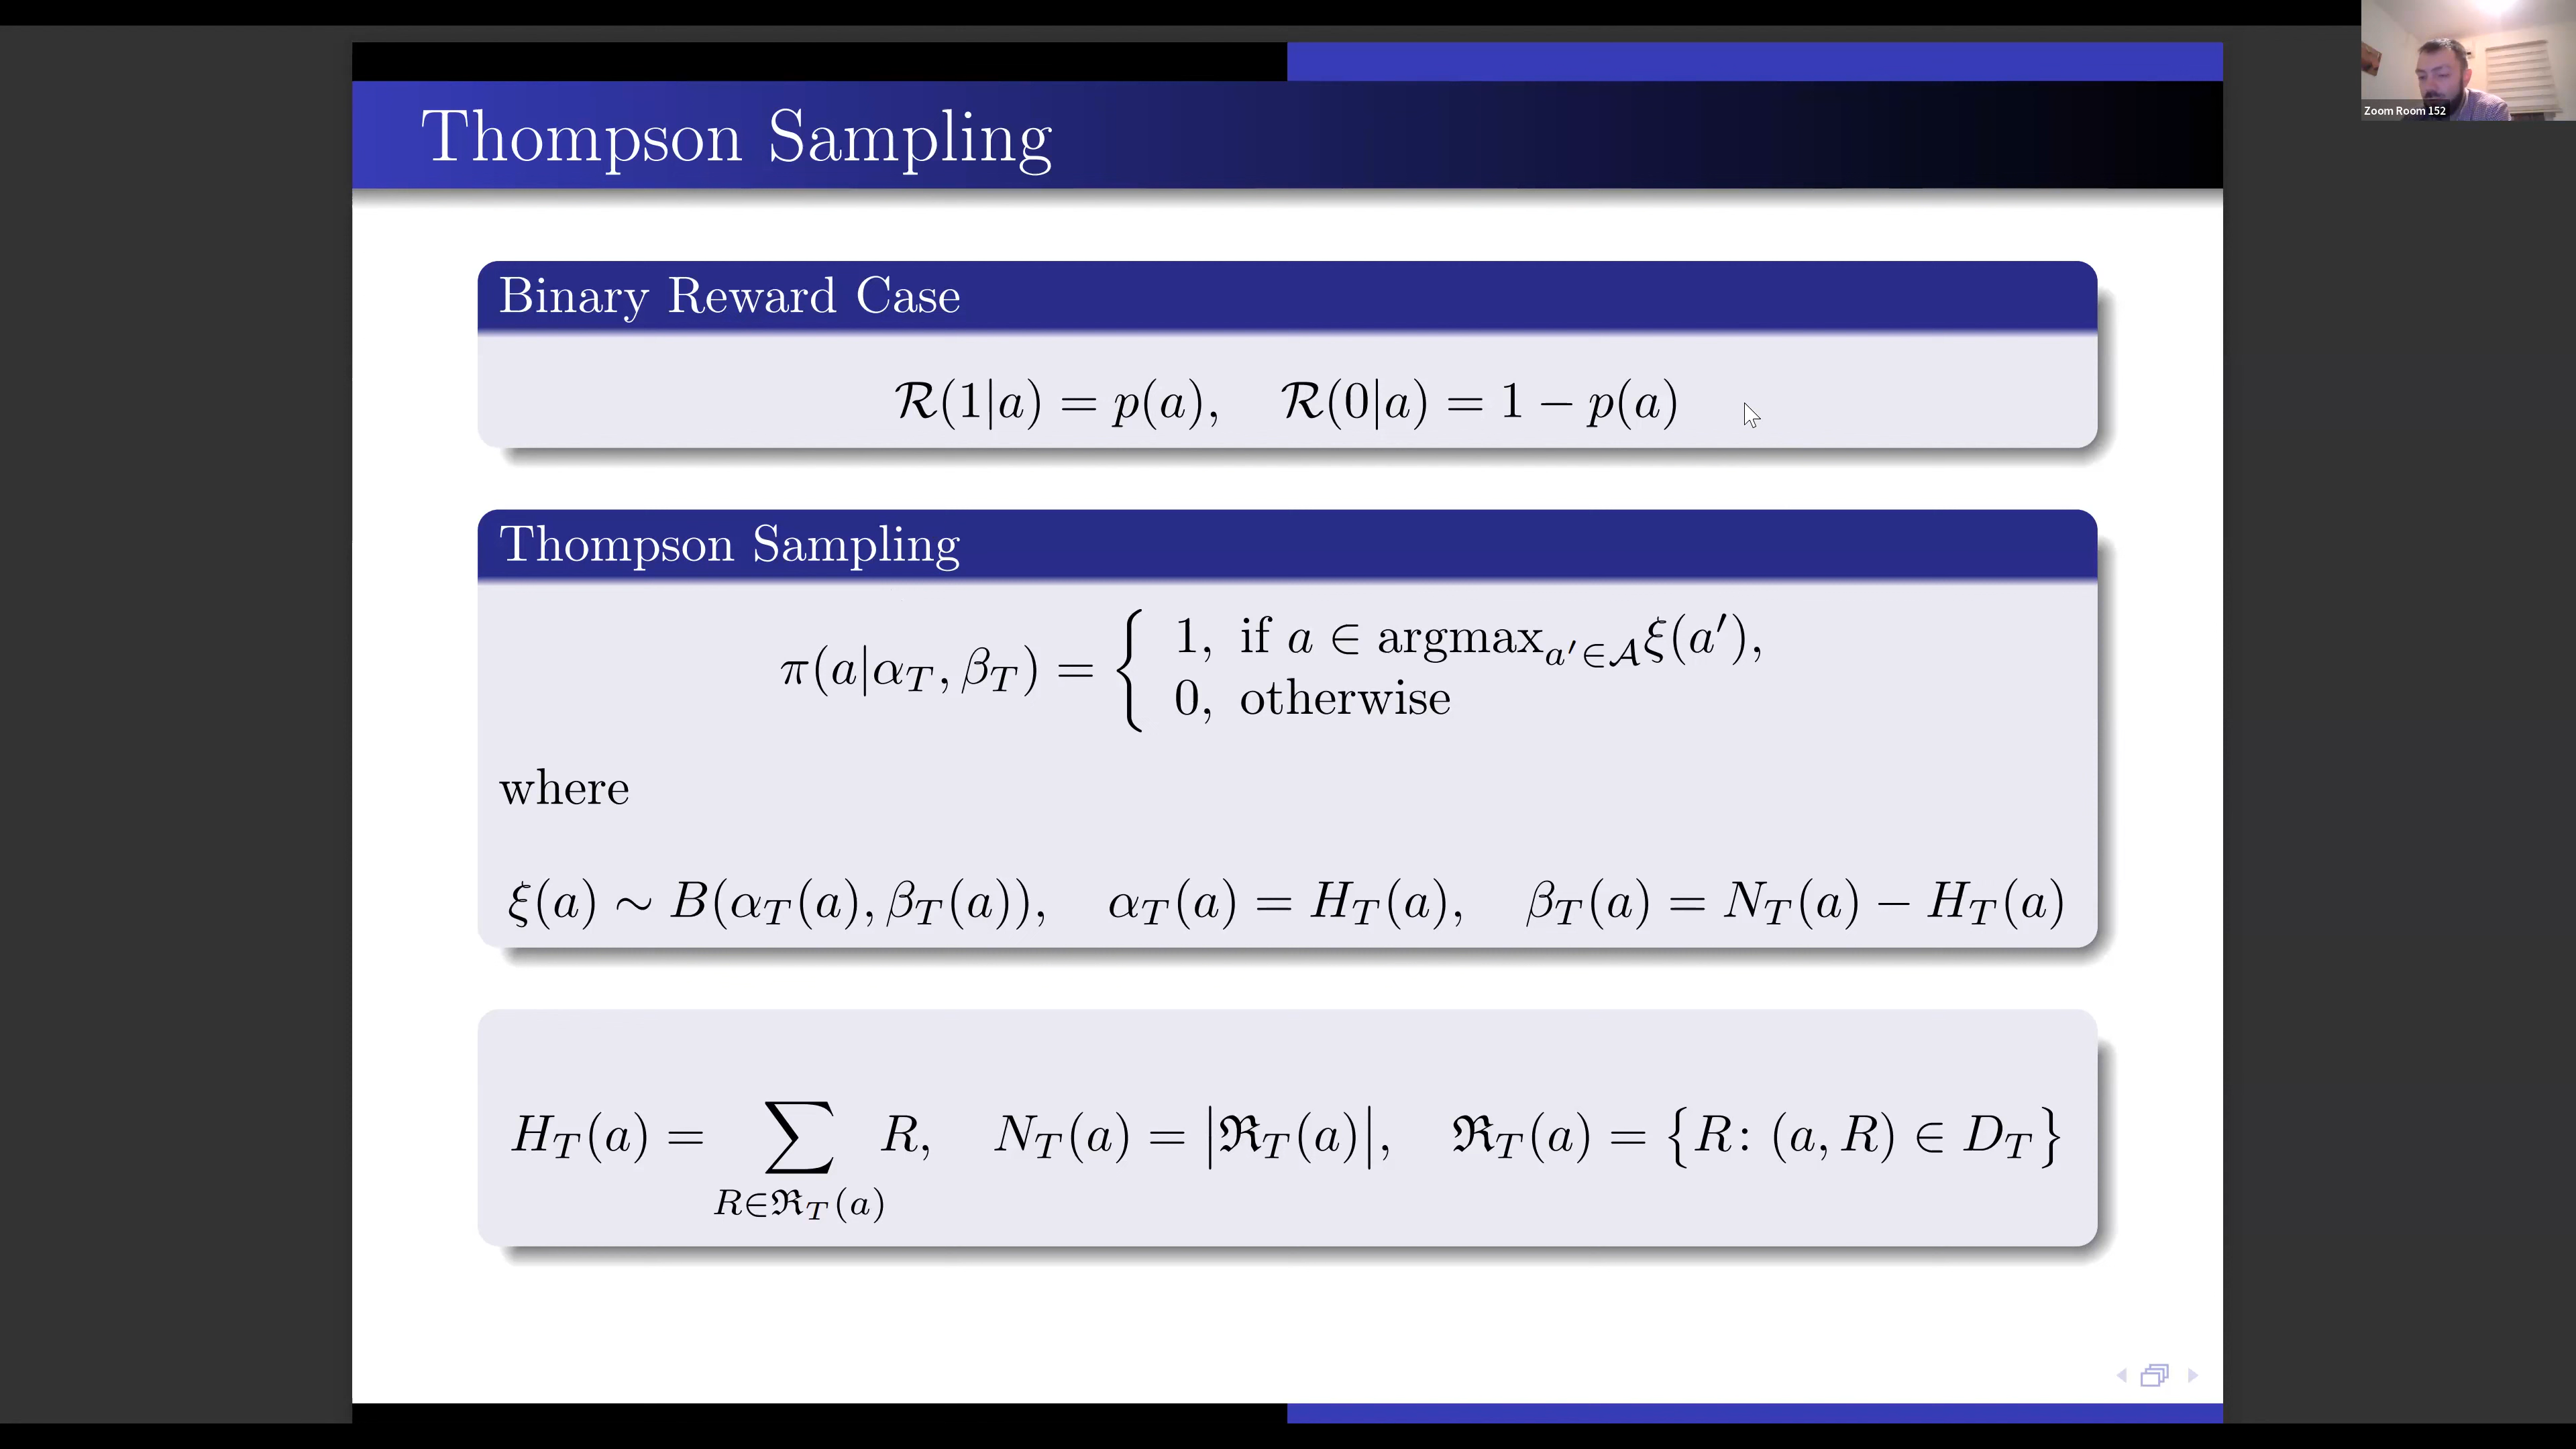 Zoom Room 152
Thompson Sampling
Binary Reward Case
ℛ(1|a) = p(a), ℛ(0|a) = 1 − p(a)
Thompson Sampling
π(a|α_T, β_T) = { 1, if a ∈ argmax_{a′∈𝒜} ξ(a′),
0, otherwise
where
ξ(a) ∼ B(α_T(a), β_T(a)), α_T(a) = H_T(a), β_T(a) = N_T(a) − H_T(a)
H_T(a) = ∑_{R∈ℜ_T(a)} R, N_T(a) = |ℜ_T(a)|, ℜ_T(a) = {R: (a, R) ∈ D_T}